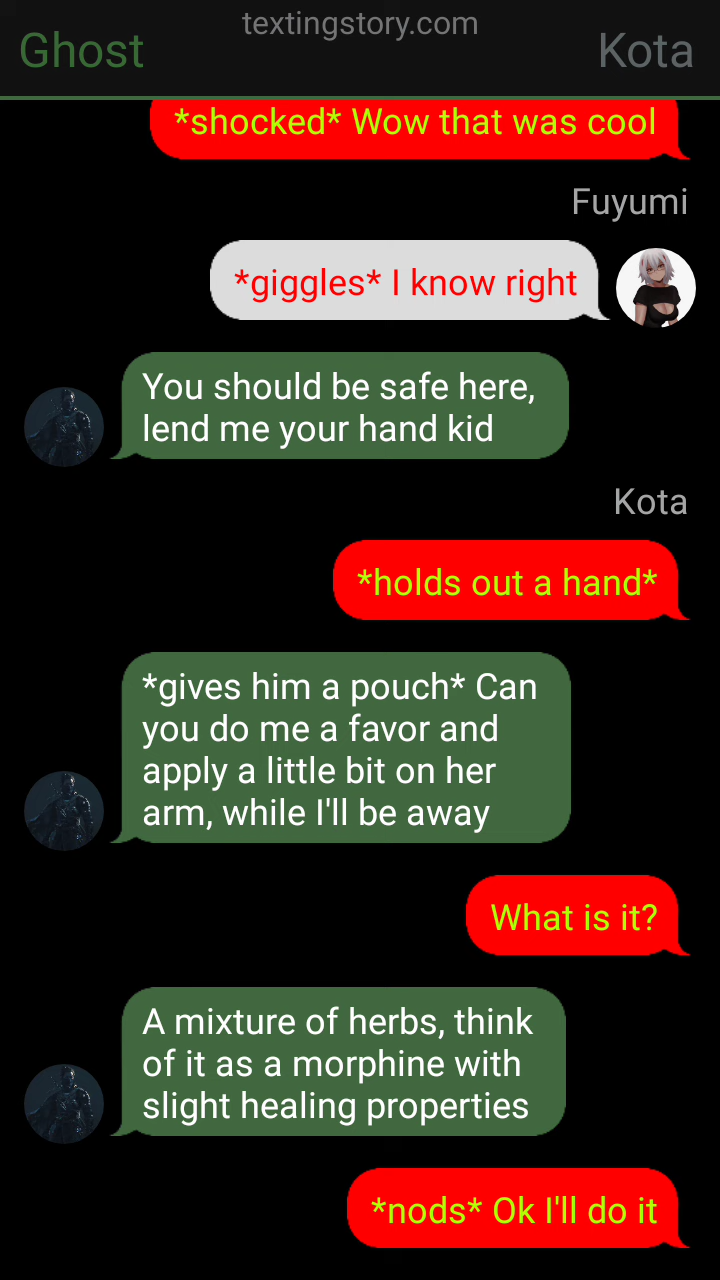 textingstory.com
Ghost
Kota
*shocked* Wow that was cool
Fuyumi
*giggles* I know right
You should be safe here,
lend me your hand kid
Kota
*holds out a hand*
*gives him a pouch* Can
you do me a favor and
apply a little bit on her
arm, while I'll be away
What is it?
A mixture of herbs, think
of it as a morphine with
slight healing properties
*nods* Ok I'll do it